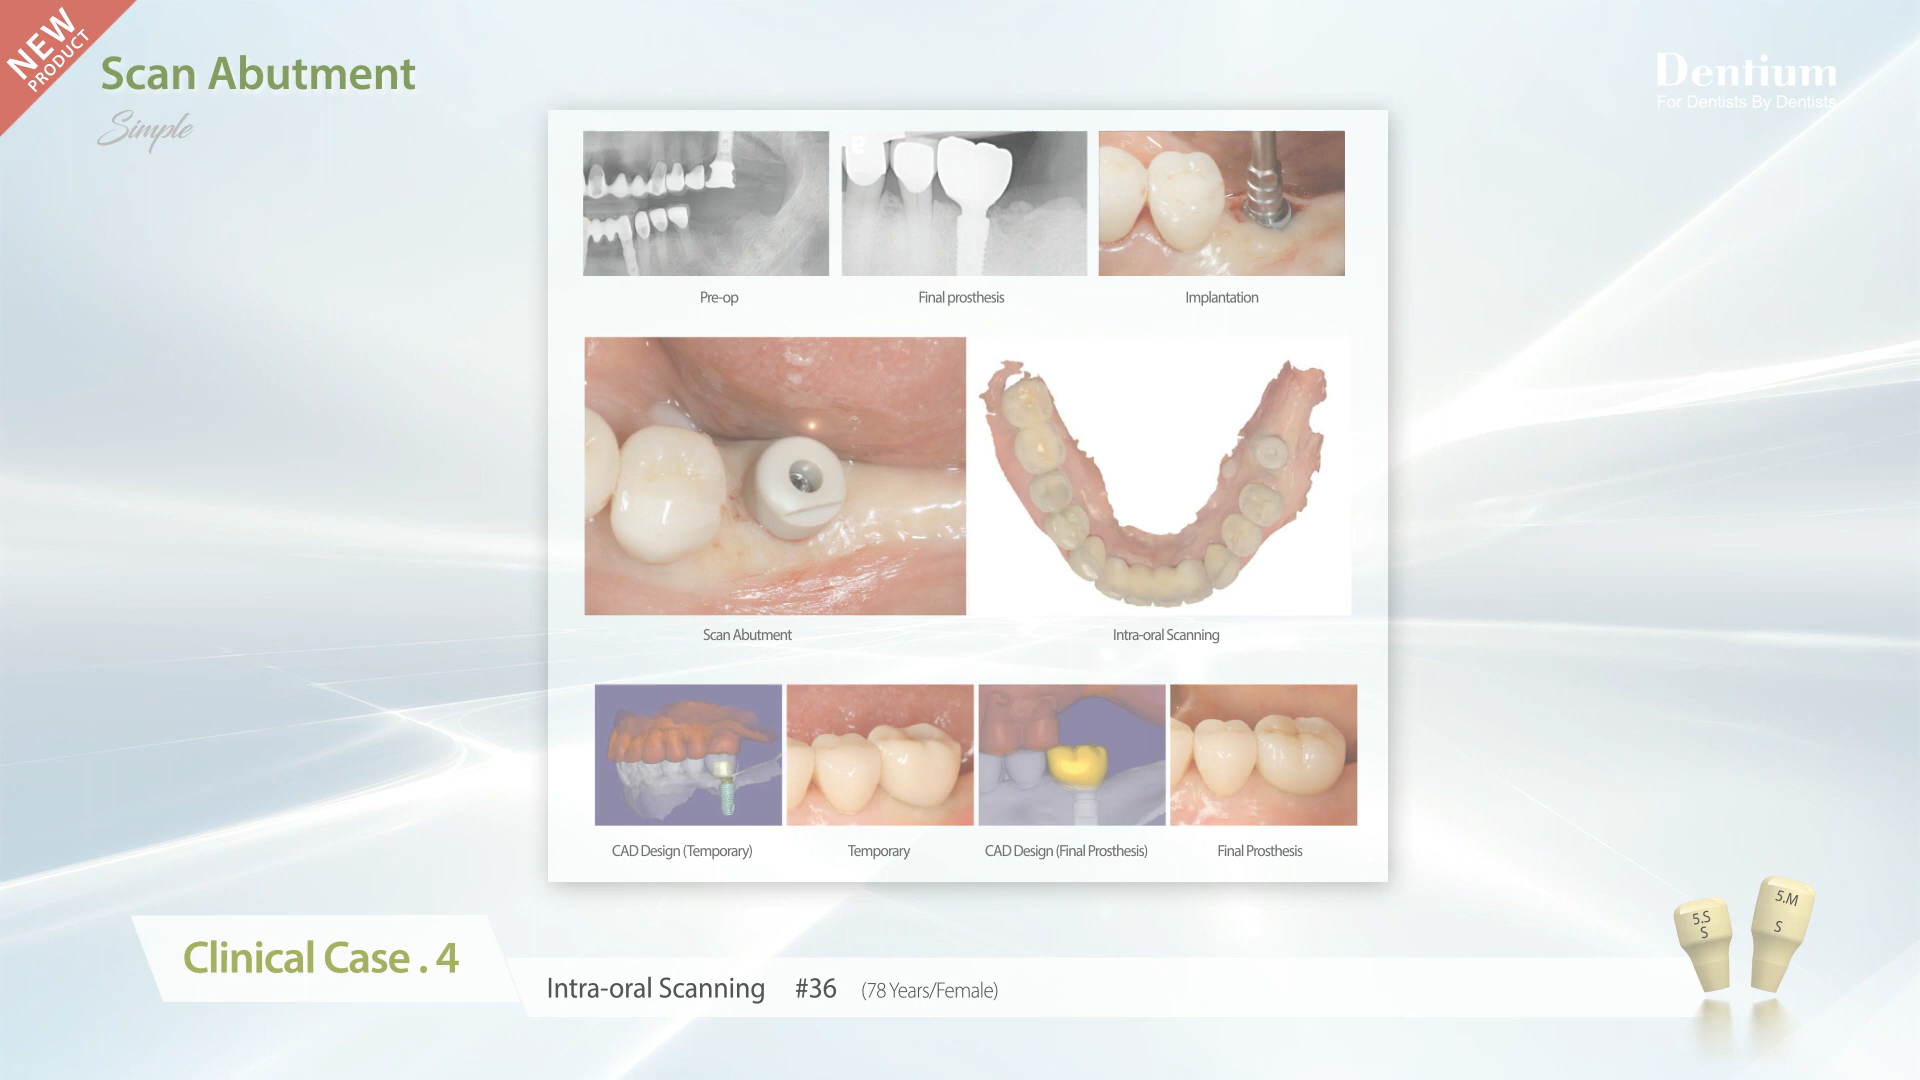 NEW
PRODUCT
Scan Abutment
Simple
Dentium
For Dentists By Dentists
Pre-op
Final prosthesis
Implantation
Scan Abutment
Intra-oral Scanning
CAD Design (Temporary)
Temporary
CAD Design (Final Prosthesis)
Final Prosthesis
Clinical Case . 4
Intra-oral Scanning #36 (78 Years/Female)
5.S
S
5.M
S